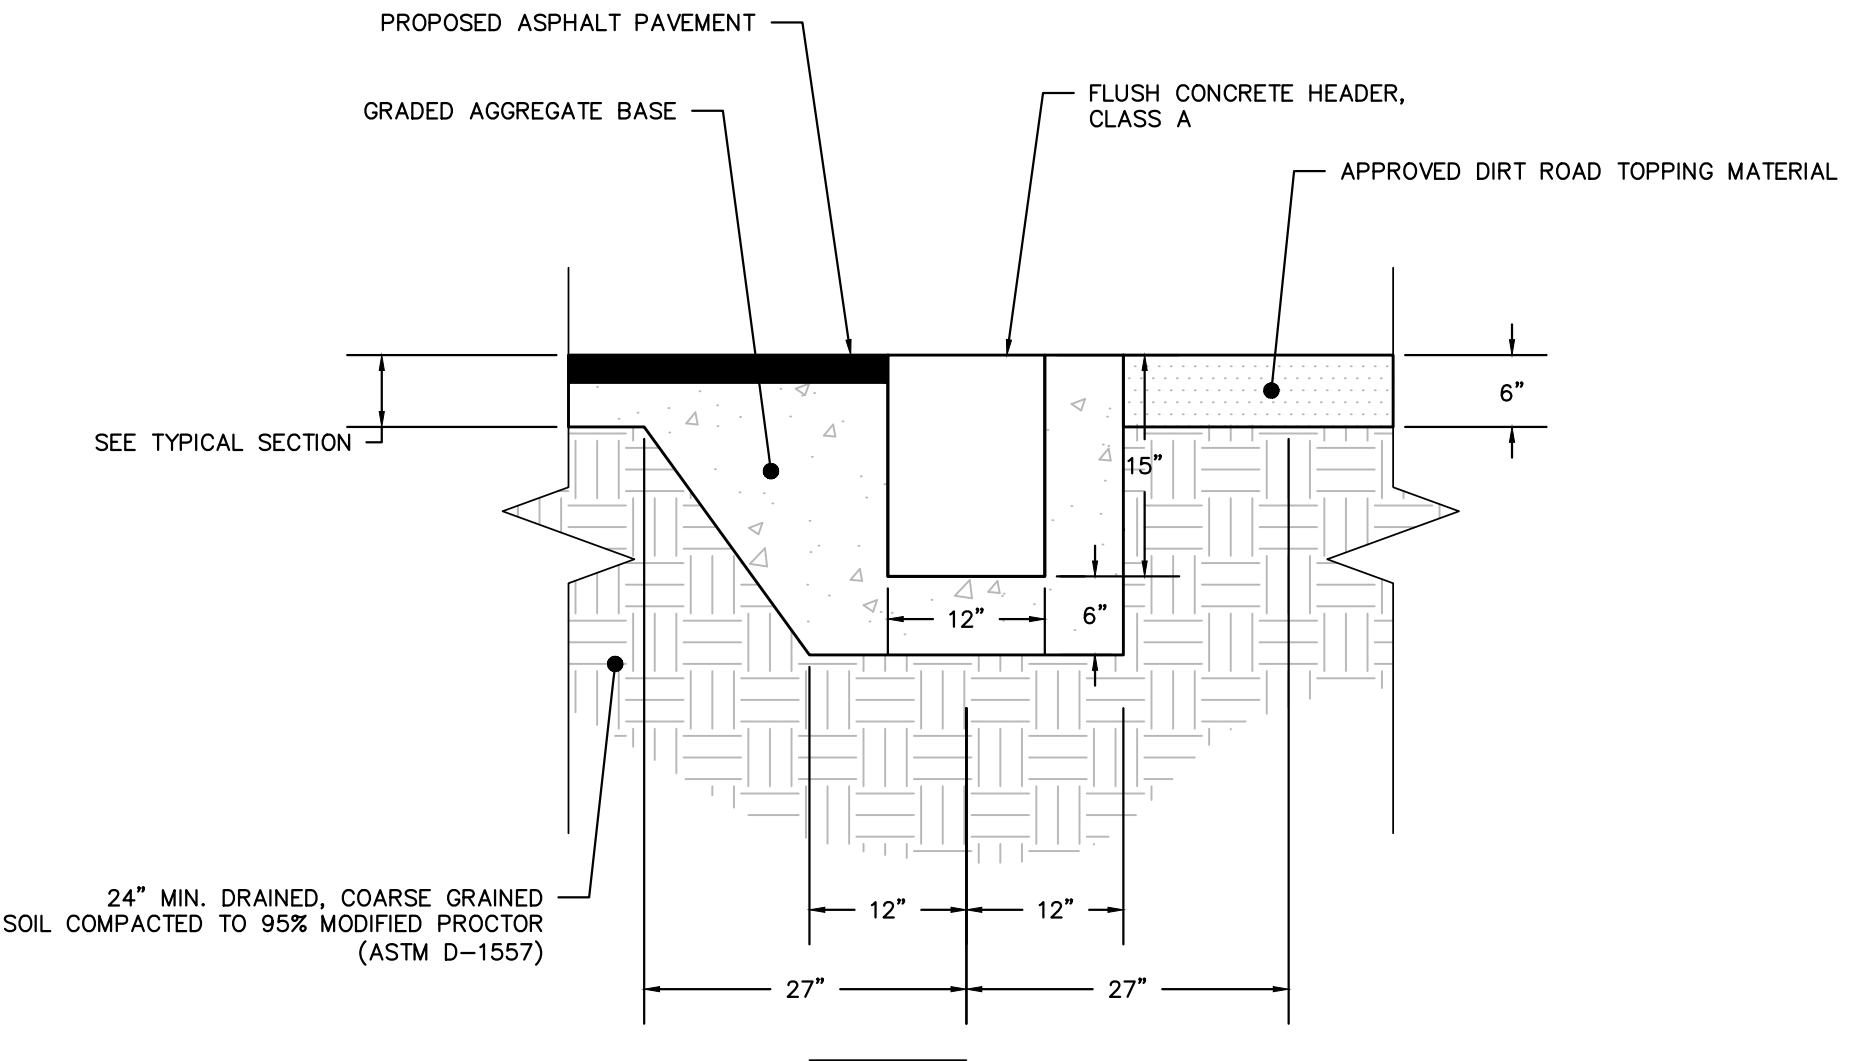 PROPOSED ASPHALT PAVEMENT
GRADED AGGREGATE BASE
FLUSH CONCRETE HEADER,
CLASS A
APPROVED DIRT ROAD TOPPING MATERIAL
6”
SEE TYPICAL SECTION
15”
12”
6”
24” MIN. DRAINED, COARSE GRAINED
SOIL COMPACTED TO 95% MODIFIED PROCTOR
(ASTM D-1557)
12”
12”
27”
27”